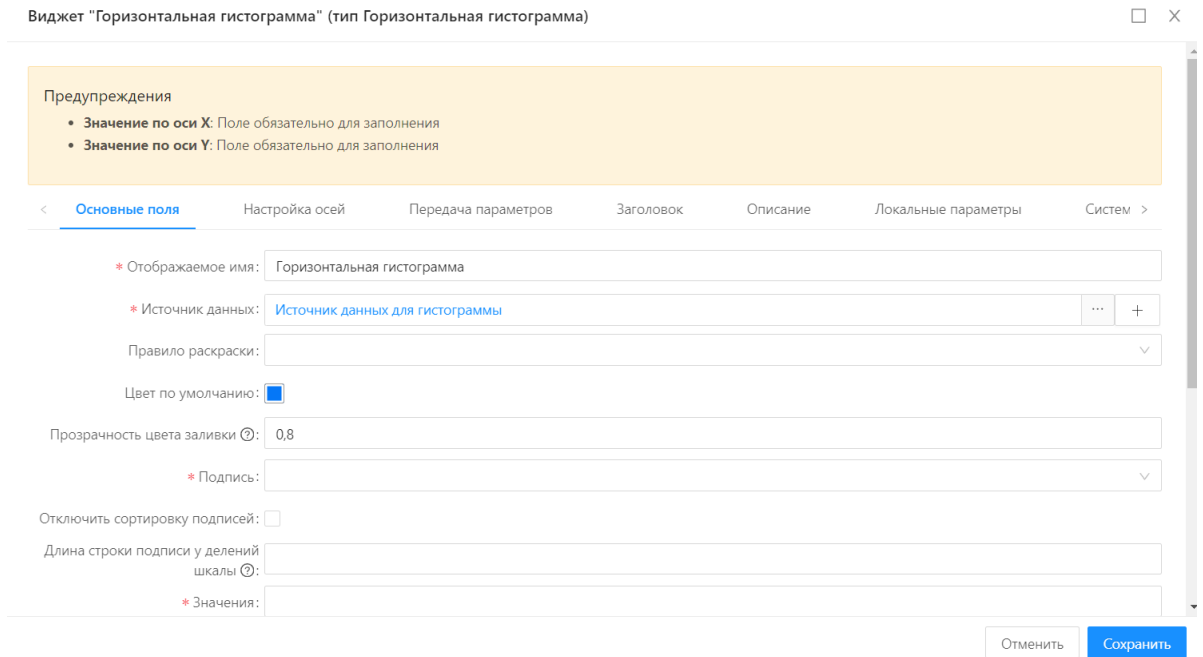 Виджет "Горизонтальная гистограмма" (тип Горизонтальная гистограмма)
Предупреждения
• Значение по оси X: Поле обязательно для заполнения
• Значение по оси Y: Поле обязательно для заполнения
< Основные поля Настройка осей Передача параметров Заголовок Описание Локальные параметры Систем >
* Отображаемое имя: Горизонтальная гистограмма
* Источник данных: Источник данных для гистограммы ... +
Правило раскраски:
Цвет по умолчанию:
Прозрачность цвета заливки ?: 0,8
* Подпись:
Отключить сортировку подписей:
Длина строки подписи у делений
шкалы ?:
* Значения:
Отменить Сохранить